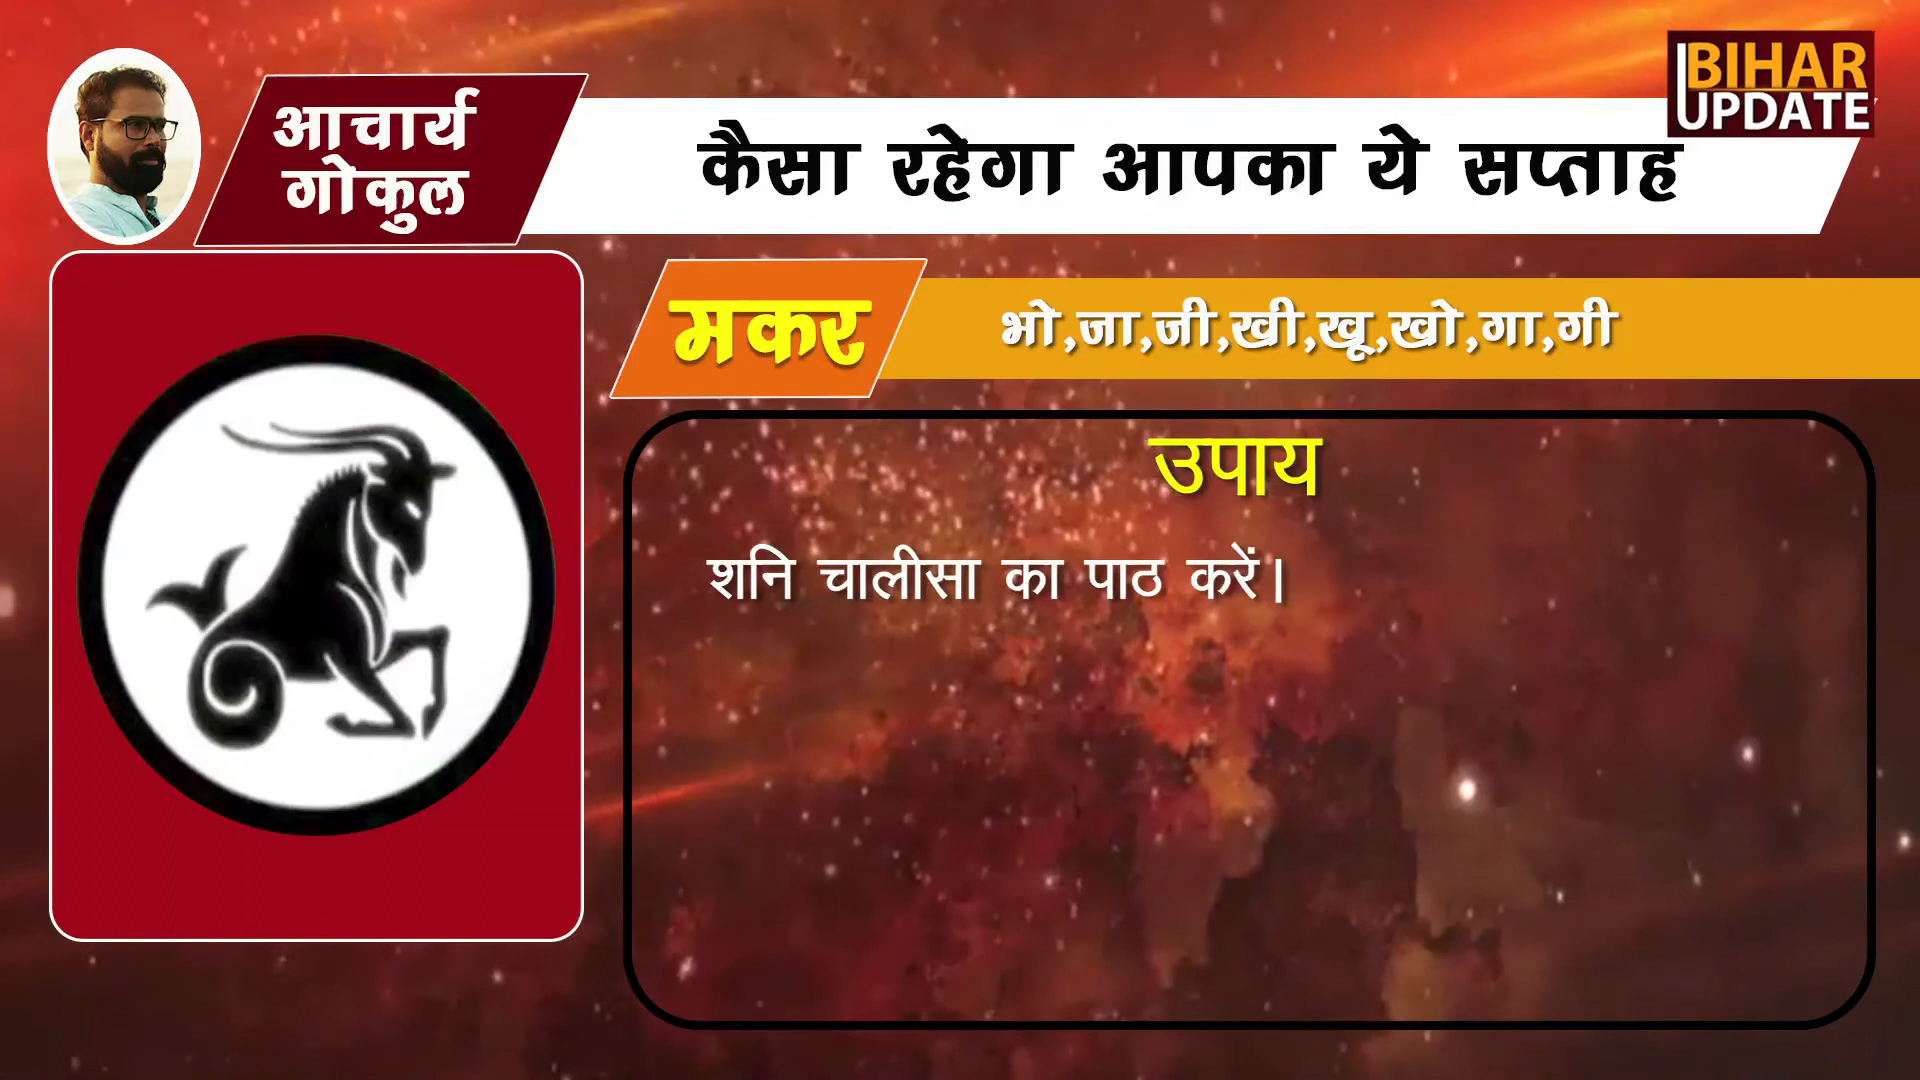 आचार्य
गोकुल
कैसा रहेगा आपका ये सप्ताह
BIHAR
UPDATE
मकर
भो,जा,जी,खी,खू,खो,गा,गी
उपाय
शनि चालीसा का पाठ करें।